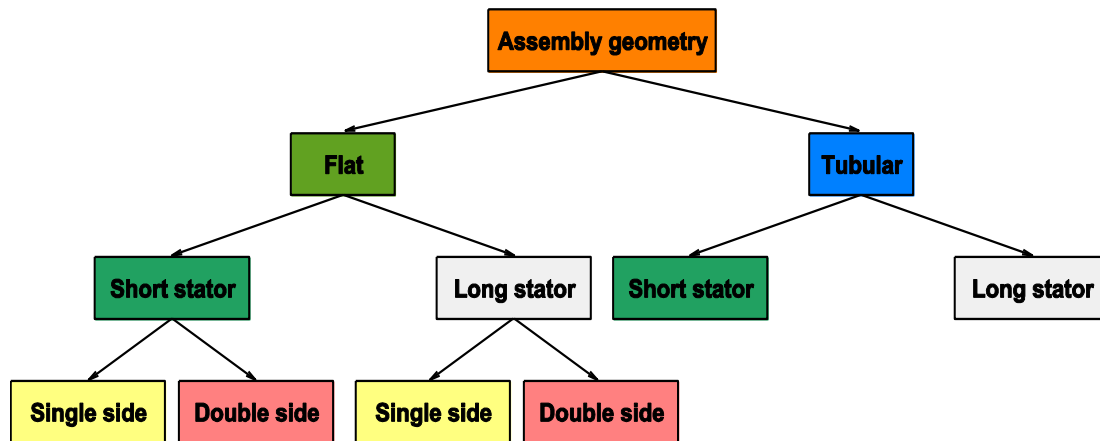 Assembly geometry
Flat
Tubular
Short stator
Long stator
Short stator
Long stator
Single side
Double side
Single side
Double side